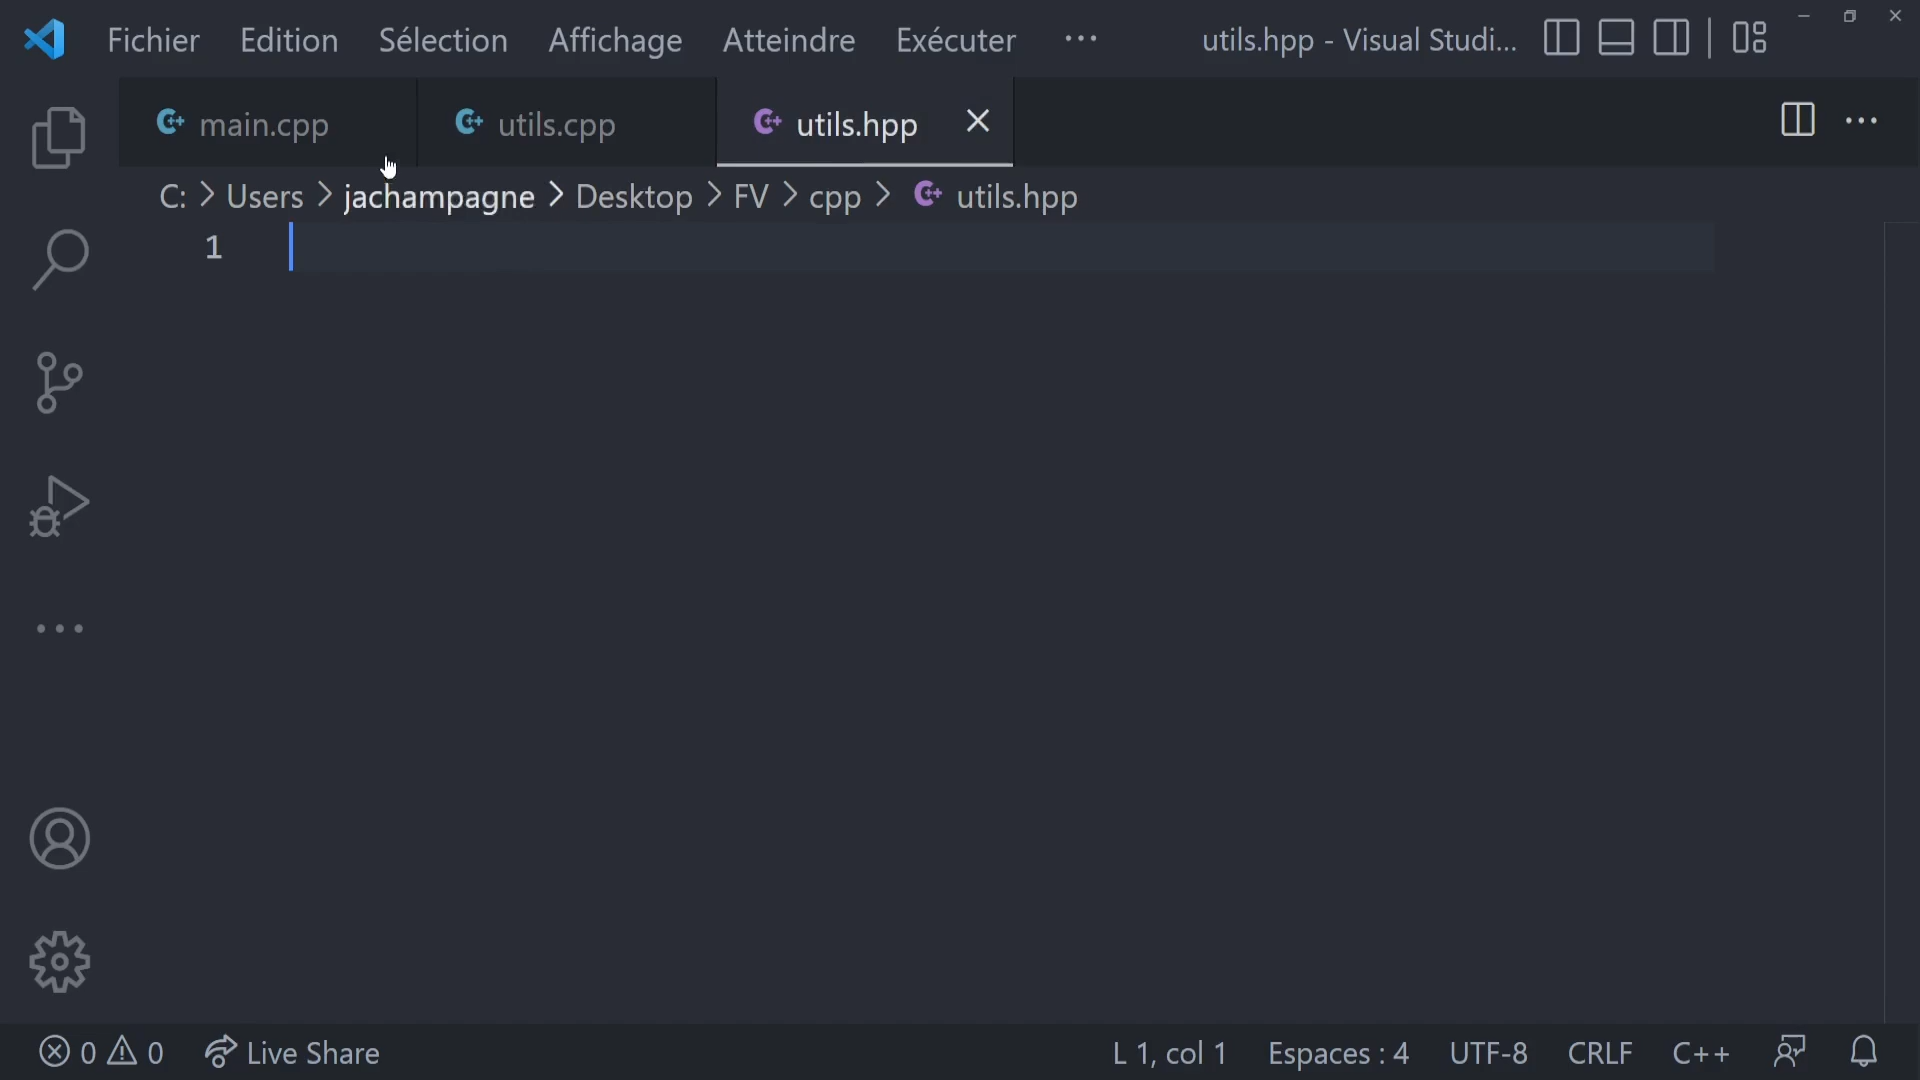 Fichier Edition Sélection Affichage Atteindre Exécuter ... utils.hpp - Visual Studi...
main.cpp utils.cpp utils.hpp
C: > Users > jachampagne > Desktop > FV > cpp > utils.hpp
1
0 0 Live Share L 1, col 1 Espaces : 4 UTF-8 CRLF C++